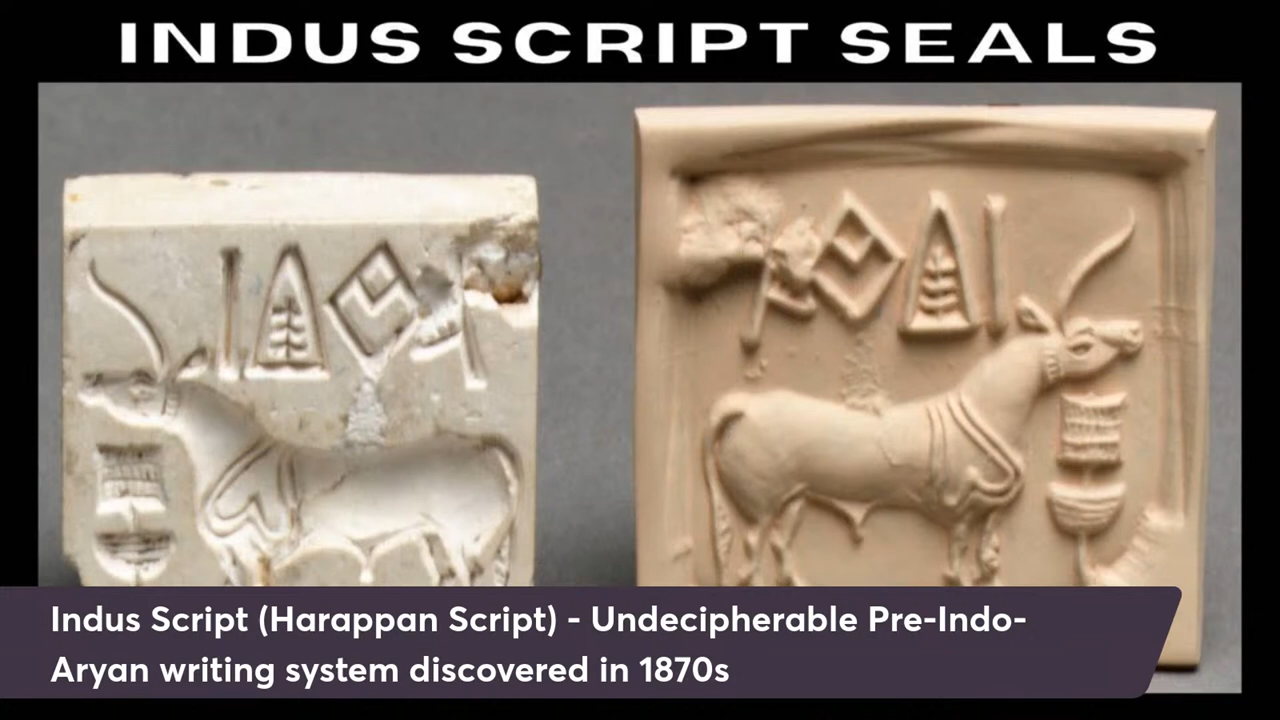 INDUS SCRIPT SEALS
Indus Script (Harappan Script) - Undecipherable Pre-Indo-
Aryan writing system discovered in 1870s